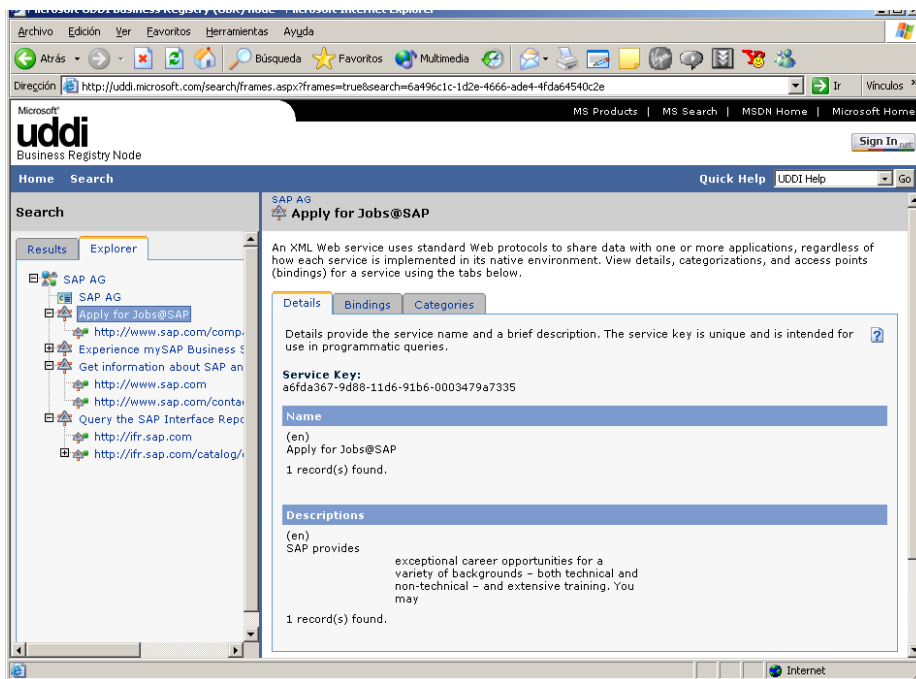 Microsoft UDDI Business Registry (UBR) Node - Microsoft Internet Explorer
Archivo Edición Ver Favoritos Herramientas Ayuda
Atrás Búsqueda Favoritos Multimedia
Dirección http://uddi.microsoft.com/search/frames.aspx?frames=true&search=6a496c1c-1d2e-4666-ade4-4fda64540c2e Ir Vínculos »
Microsoft MS Products | MS Search | MSDN Home | Microsoft Home
uddi
Business Registry Node
Sign In .net
Home Search Quick Help UDDI Help Go
Search
SAP AG
Apply for Jobs@SAP
Results Explorer
SAP AG
SAP AG
Apply for Jobs@SAP
http://www.sap.com/comp
Experience mySAP Business S
Get information about SAP an
http://www.sap.com
http://www.sap.com/conta
Query the SAP Interface Repo
http://ifr.sap.com
http://ifr.sap.com/catalog/
An XML Web service uses standard Web protocols to share data with one or more applications, regardless of
how each service is implemented in its native environment. View details, categorizations, and access points
(bindings) for a service using the tabs below.
Details Bindings Categories
Details provide the service name and a brief description. The service key is unique and is intended for
use in programmatic queries.
Service Key:
a6fda367-9d88-11d6-91b6-0003479a7335
Name
(en)
Apply for Jobs@SAP
1 record(s) found.
Descriptions
(en)
SAP provides
exceptional career opportunities for a
variety of backgrounds – both technical and
non-technical – and extensive training. You
may
1 record(s) found.
Internet